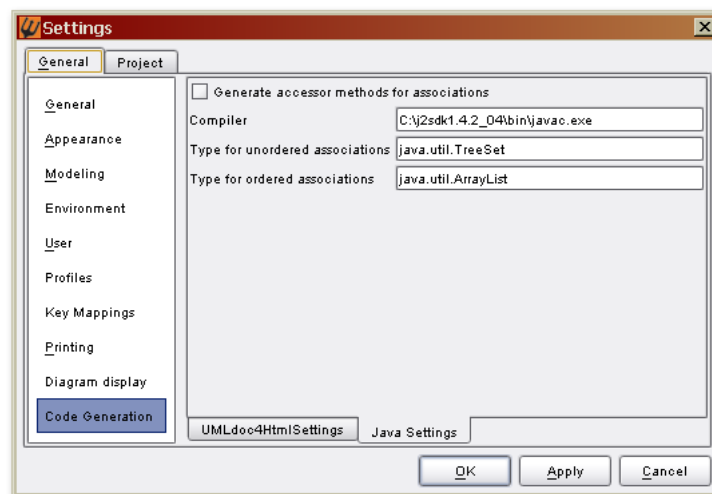 Settings
General Project
General
Appearance
Modeling
Environment
User
Profiles
Key Mappings
Printing
Diagram display
Code Generation
Generate accessor methods for associations
Compiler C:\j2sdk1.4.2_04\bin\javac.exe
Type for unordered associations java.util.TreeSet
Type for ordered associations java.util.ArrayList
UMLdoc4HtmlSettings Java Settings
OK Apply Cancel